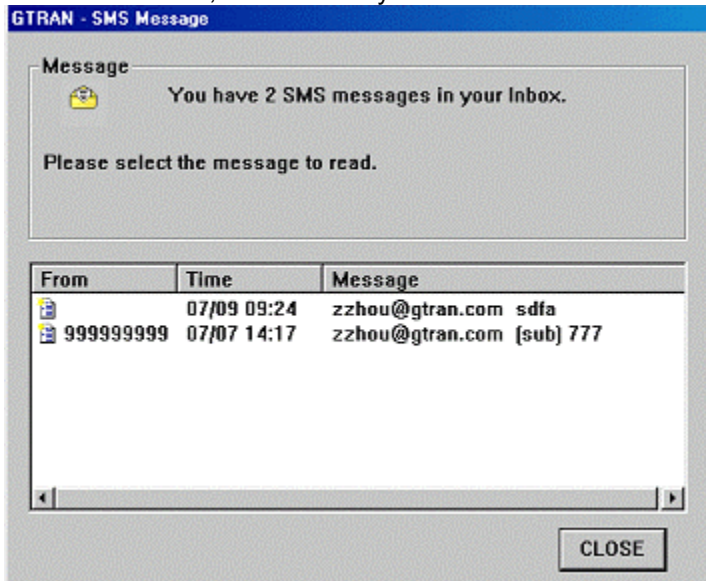 GTRAN - SMS Message
Message
You have 2 SMS messages in your Inbox.
Please select the message to read.
From Time Message
07/09 09:24 zzhou@gtran.com sdfa
999999999 07/07 14:17 zzhou@gtran.com (sub) 777
CLOSE